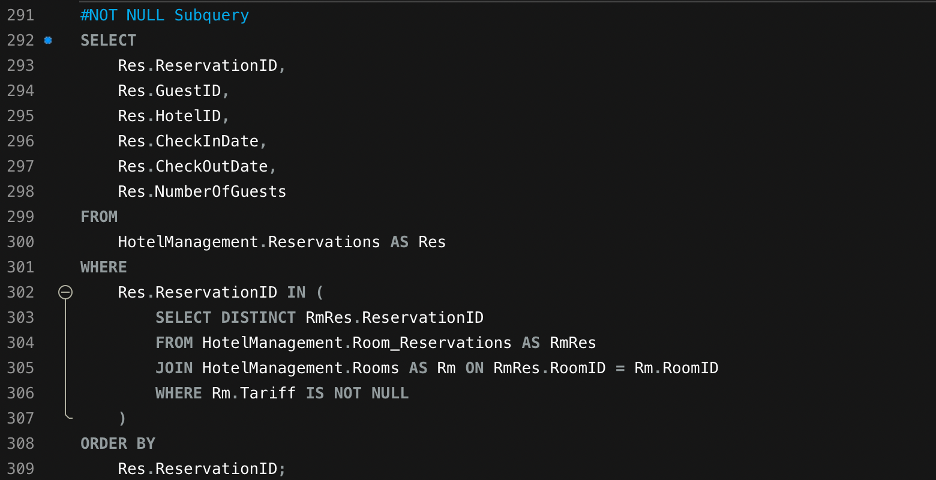 291 #NOT NULL Subquery
292 SELECT
293 Res.ReservationID,
294 Res.GuestID,
295 Res.HotelID,
296 Res.CheckInDate,
297 Res.CheckOutDate,
298 Res.NumberOfGuests
299 FROM
300 HotelManagement.Reservations AS Res
301 WHERE
302 Res.ReservationID IN (
303 SELECT DISTINCT RmRes.ReservationID
304 FROM HotelManagement.Room_Reservations AS RmRes
305 JOIN HotelManagement.Rooms AS Rm ON RmRes.RoomID = Rm.RoomID
306 WHERE Rm.Tariff IS NOT NULL
307 )
308 ORDER BY
309 Res.ReservationID;